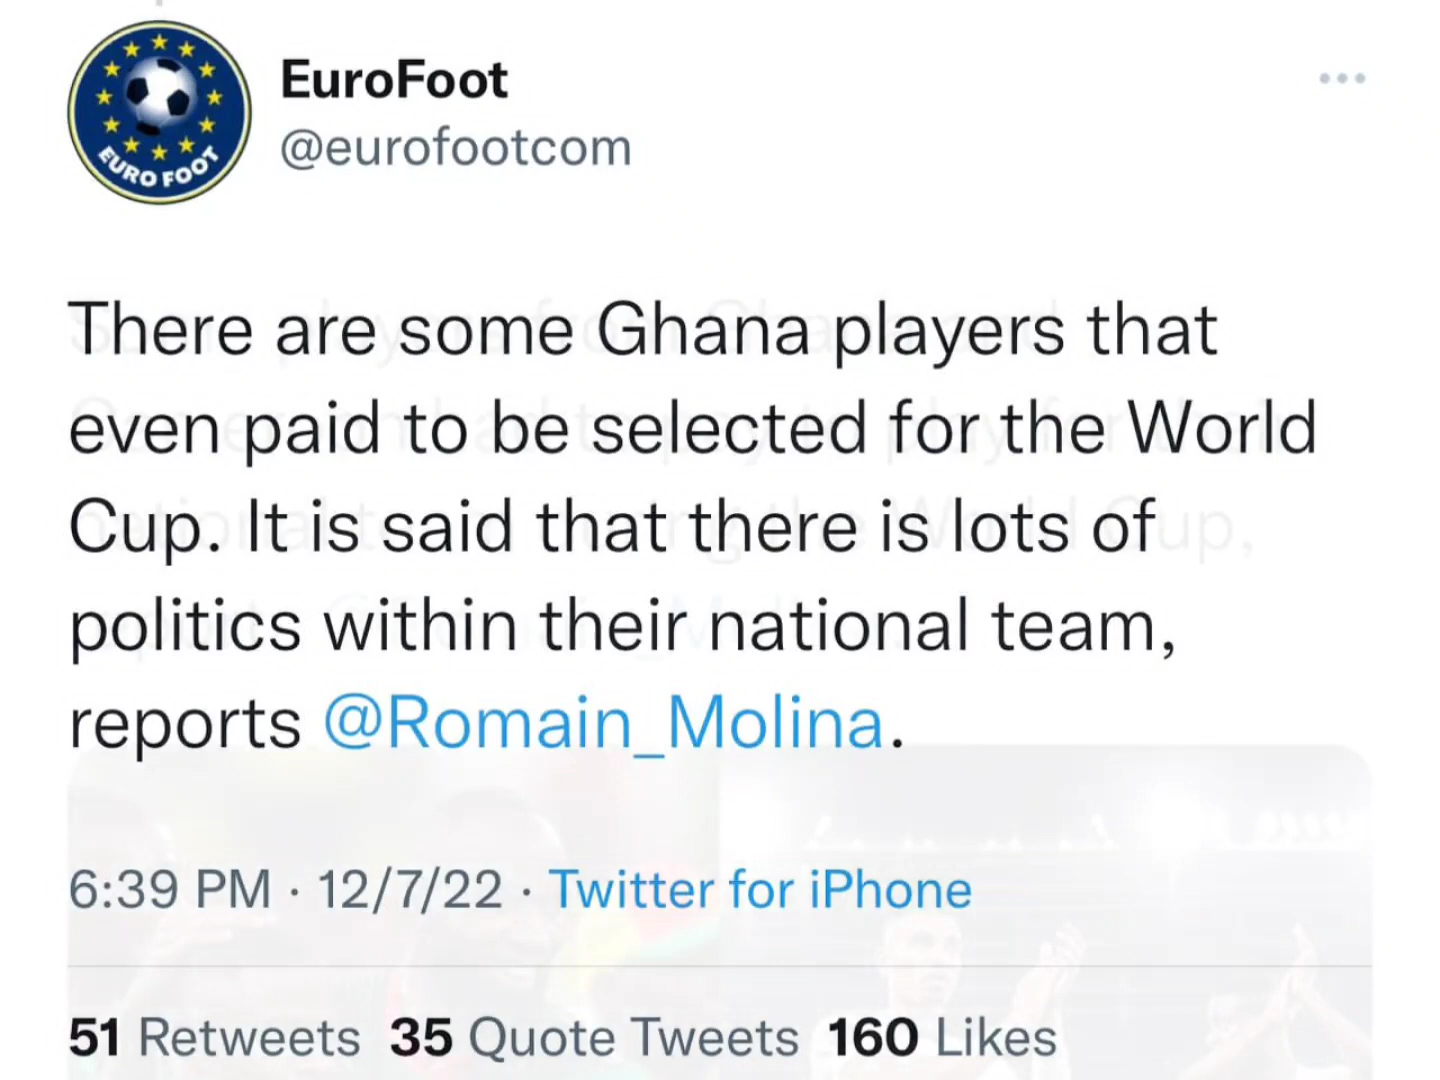 EURO FOOT
EuroFoot
@eurofootcom
There are some Ghana players that
even paid to be selected for the World
Cup. It is said that there is lots of
politics within their national team,
reports @Romain_Molina.
6:39 PM · 12/7/22 · Twitter for iPhone
51 Retweets 35 Quote Tweets 160 Likes